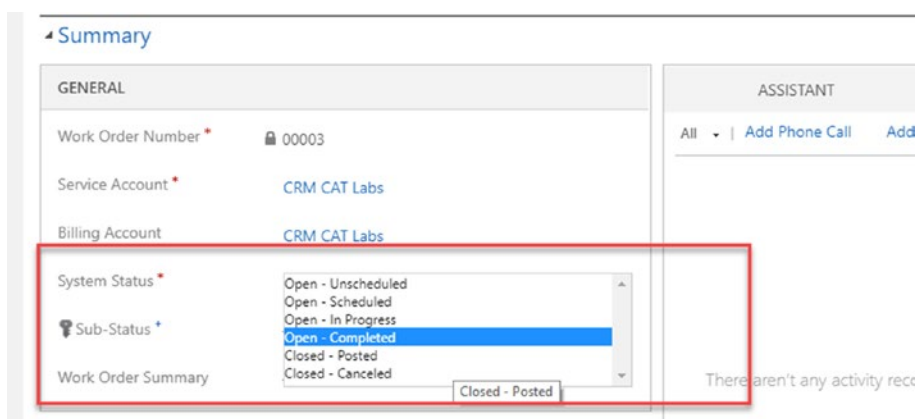 Summary
GENERAL
Work Order Number *
00003
Service Account *
CRM CAT Labs
Billing Account
CRM CAT Labs
System Status *
Open - Unscheduled
Open - Scheduled
Open - In Progress
Open - Completed
Closed - Posted
Closed - Canceled
Sub-Status +
Work Order Summary
Closed - Posted
ASSISTANT
All | Add Phone Call Add
There aren't any activity reco